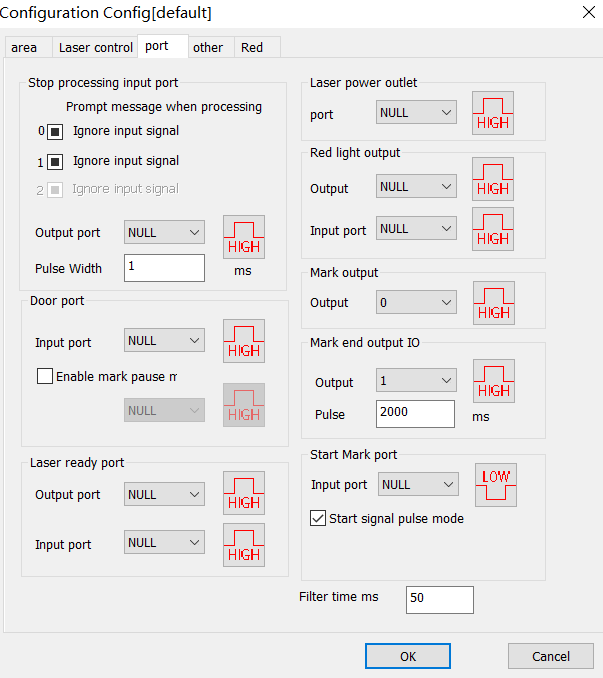 Configuration Config[default]
area
Laser control
port
other
Red
Stop processing input port
Prompt message when processing
0 Ignore input signal
1 Ignore input signal
2 Ignore input signal
Output port NULL HIGH
Pulse Width 1 ms
Door port
Input port NULL HIGH
Enable mark pause m
NULL HIGH
Laser ready port
Output port NULL HIGH
Input port NULL HIGH
Laser power outlet
port NULL HIGH
Red light output
Output NULL HIGH
Input port NULL HIGH
Mark output
Output 0 HIGH
Mark end output IO
Output 1 HIGH
Pulse 2000 ms
Start Mark port
Input port NULL LOW
Start signal pulse mode
Filter time ms 50
OK
Cancel